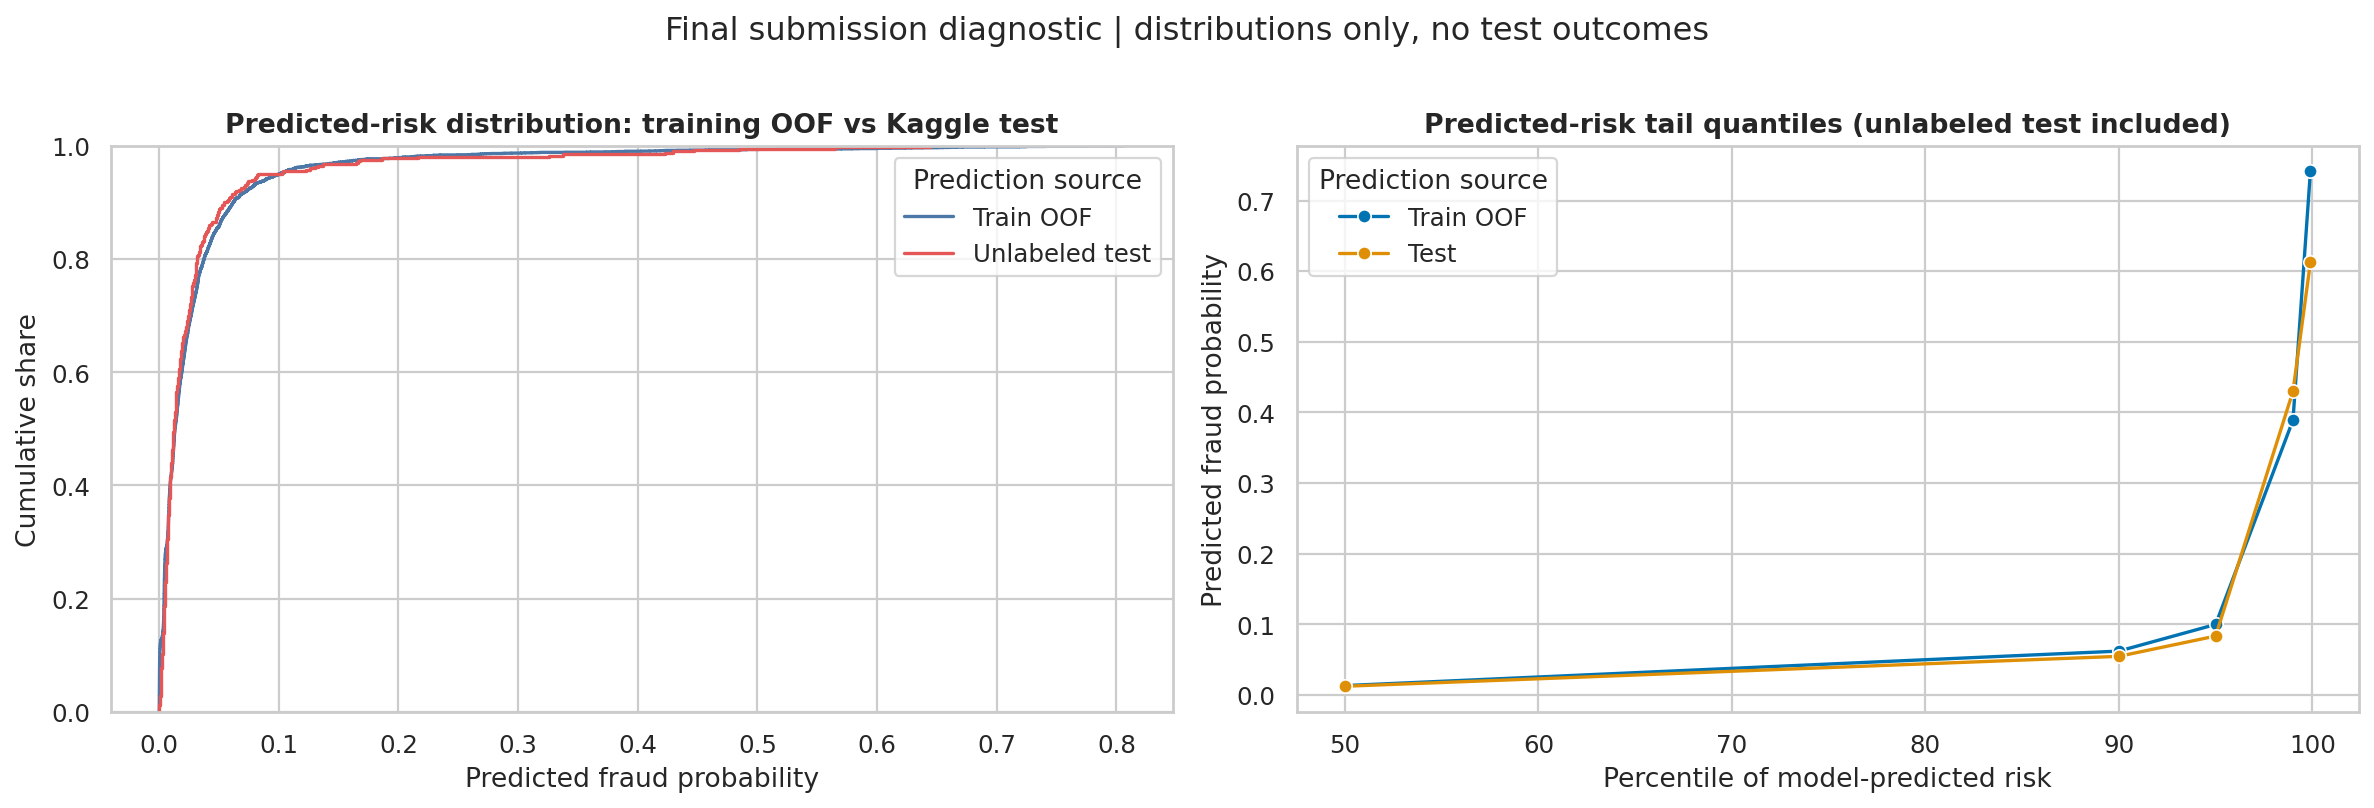 Final submission diagnostic | distributions only, no test outcomes
Predicted-risk distribution: training OOF vs Kaggle test
1.0
0.8
0.6
0.4
0.2
0.0
Cumulative share
Prediction source
Train OOF
Unlabeled test
0.0 0.1 0.2 0.3 0.4 0.5 0.6 0.7 0.8
Predicted fraud probability
Predicted-risk tail quantiles (unlabeled test included)
Prediction source
Train OOF
Test
0.7
0.6
0.5
0.4
0.3
0.2
0.1
0.0
Predicted fraud probability
50 60 70 80 90 100
Percentile of model-predicted risk